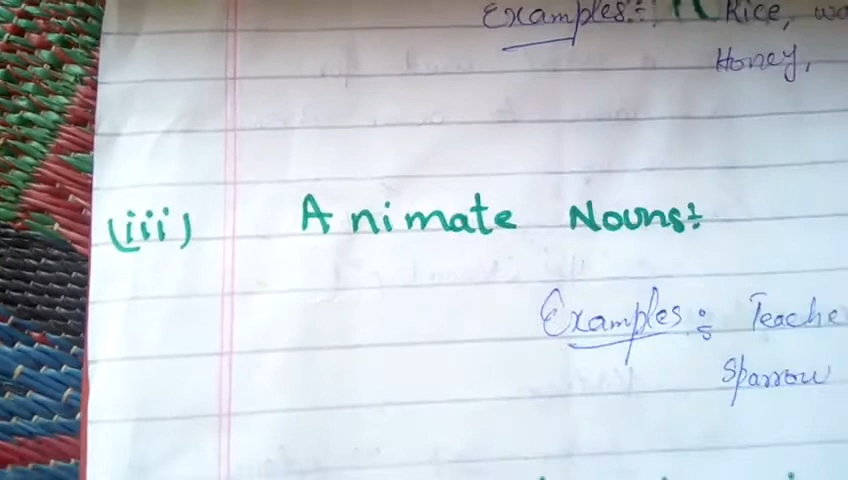 Examples:- Rice,
Honey,
(iii) Animate Nouns:-
Examples:- Teache
Sparrow